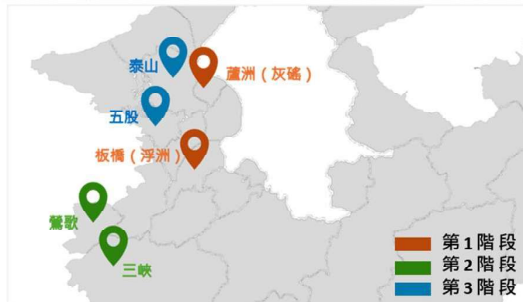 泰山
蘆洲（灰磘）
五股
板橋（浮洲）
鶯歌
三峽
第1階段
第2階段
第3階段